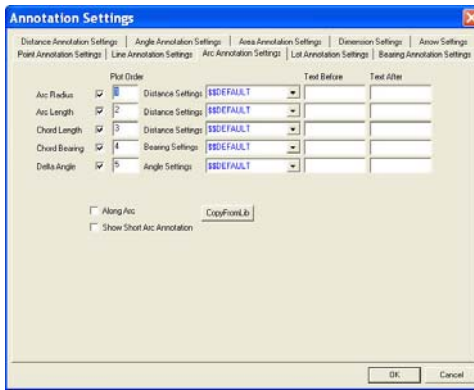 Annotation Settings
Distance Annotation Settings Angle Annotation Settings Area Annotation Settings Dimension Settings Arrow Settings
Point Annotation Settings Line Annotation Settings Arc Annotation Settings Lot Annotation Settings Bearing Annotation Settings
Plot Order Text Before Text After
Arc Radius 1 Distance Settings $$DEFAULT
Arc Length 2 Distance Settings $$DEFAULT
Chord Length 3 Distance Settings $$DEFAULT
Chord Bearing 4 Bearing Settings $$DEFAULT
Delta Angle 5 Angle Settings $$DEFAULT
Along Arc CopyFromLib
Show Short Arc Annotation
OK Cancel